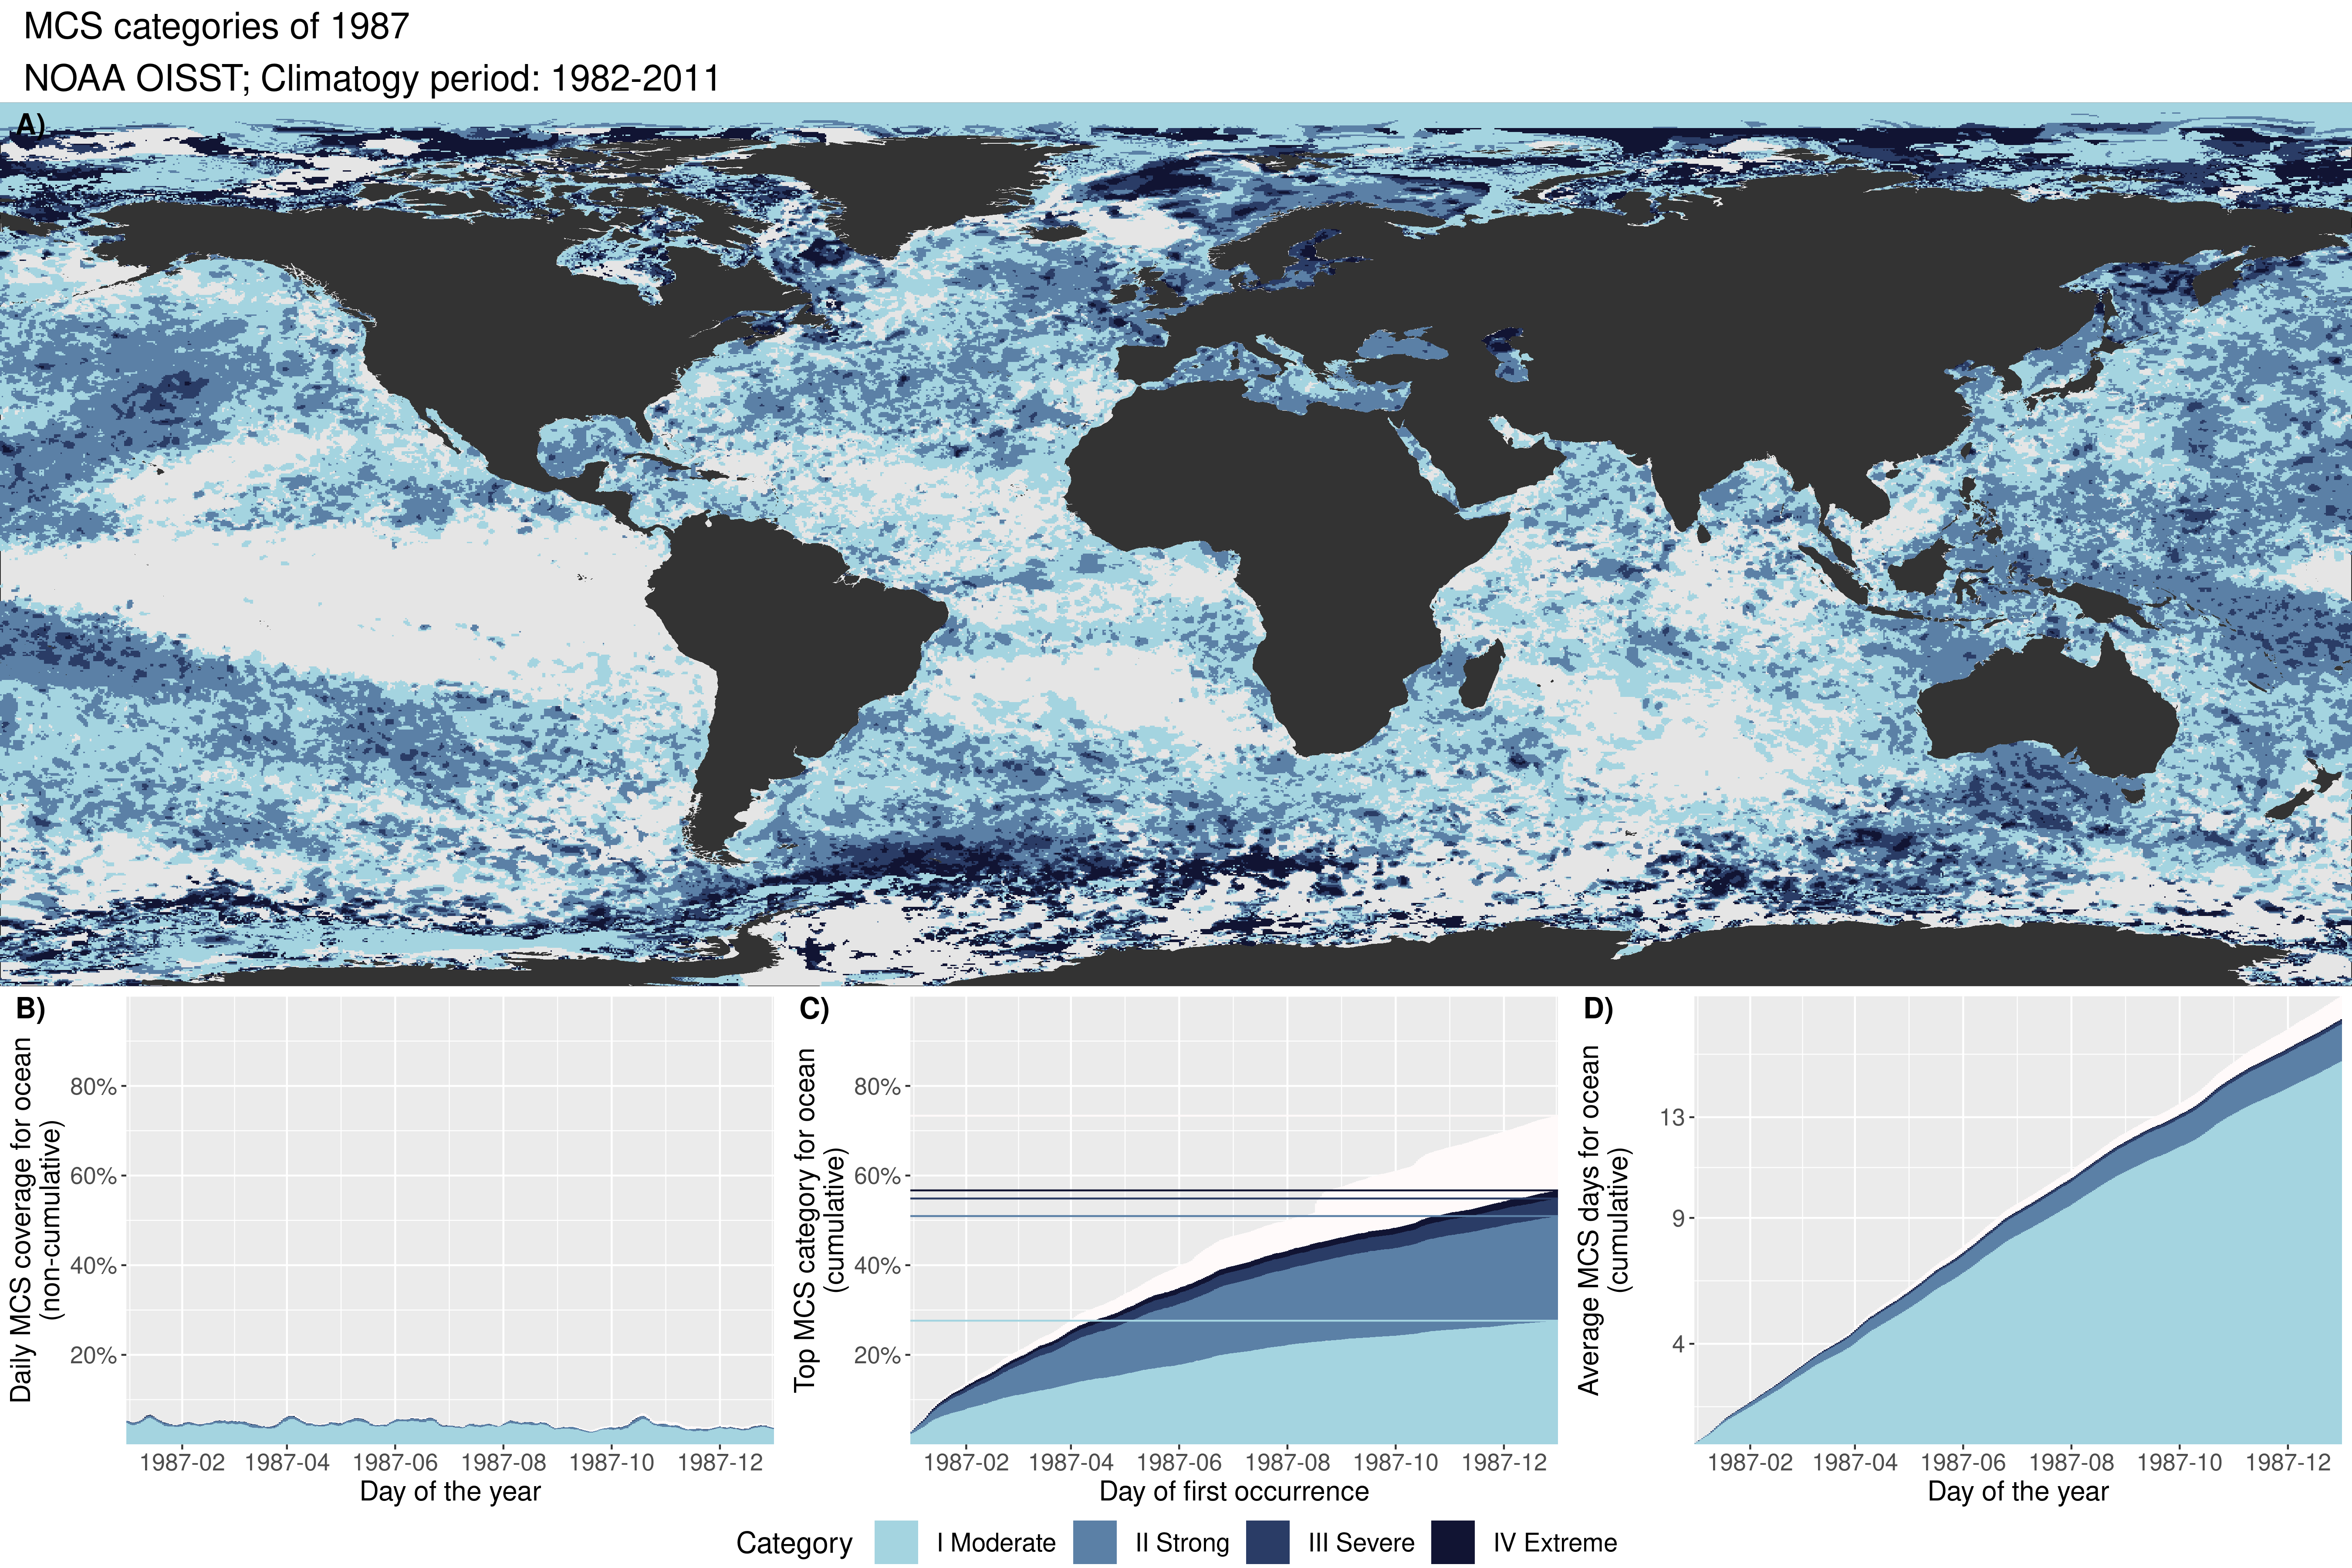 MCS categories of 1987
NOAA OISST; Climatogy period: 1982-2011
A)
B)
Daily MCS coverage for ocean
(non-cumulative)
80%
60%
40%
20%
1987-02 1987-04 1987-06 1987-08 1987-10 1987-12
Day of the year
C)
Top MCS category for ocean
(cumulative)
80%
60%
40%
20%
1987-02 1987-04 1987-06 1987-08 1987-10 1987-12
Day of first occurrence
D)
Average MCS days for ocean
(cumulative)
13
9
4
1987-02 1987-04 1987-06 1987-08 1987-10 1987-12
Day of the year
Category I Moderate II Strong III Severe IV Extreme